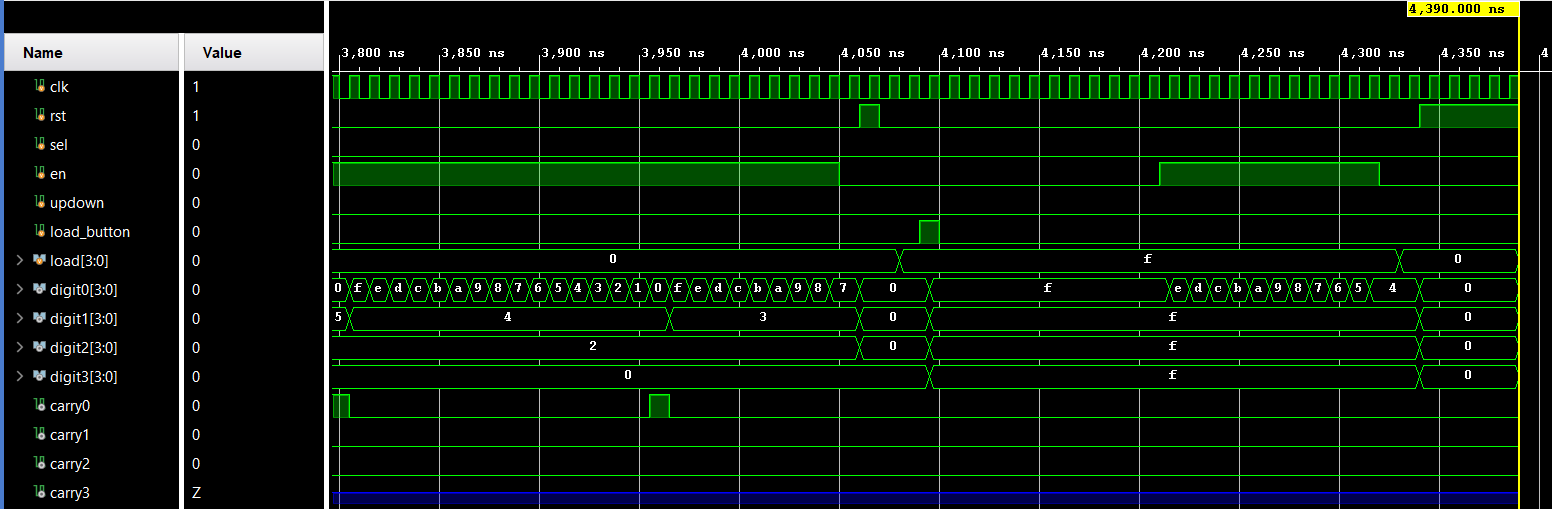 4,390.000 ns
Name Value 3,800 ns 3,850 ns 3,900 ns 3,950 ns 4,000 ns 4,050 ns 4,100 ns 4,150 ns 4,200 ns 4,250 ns 4,300 ns 4,350 ns 4
clk 1
rst 1
sel 0
en 0
updown 0
load_button 0
load[3:0] 0 0 f 0
digit0[3:0] 0 0 f e d c b a 9 8 7 6 5 4 3 2 1 0 f e d c b a 9 8 7 0 f e d c b a 9 8 7 6 5 4 0
digit1[3:0] 0 5 4 3 0 f 0
digit2[3:0] 0 2 0 f 0
digit3[3:0] 0 0 f 0
carry0 0
carry1 0
carry2 0
carry3 Z